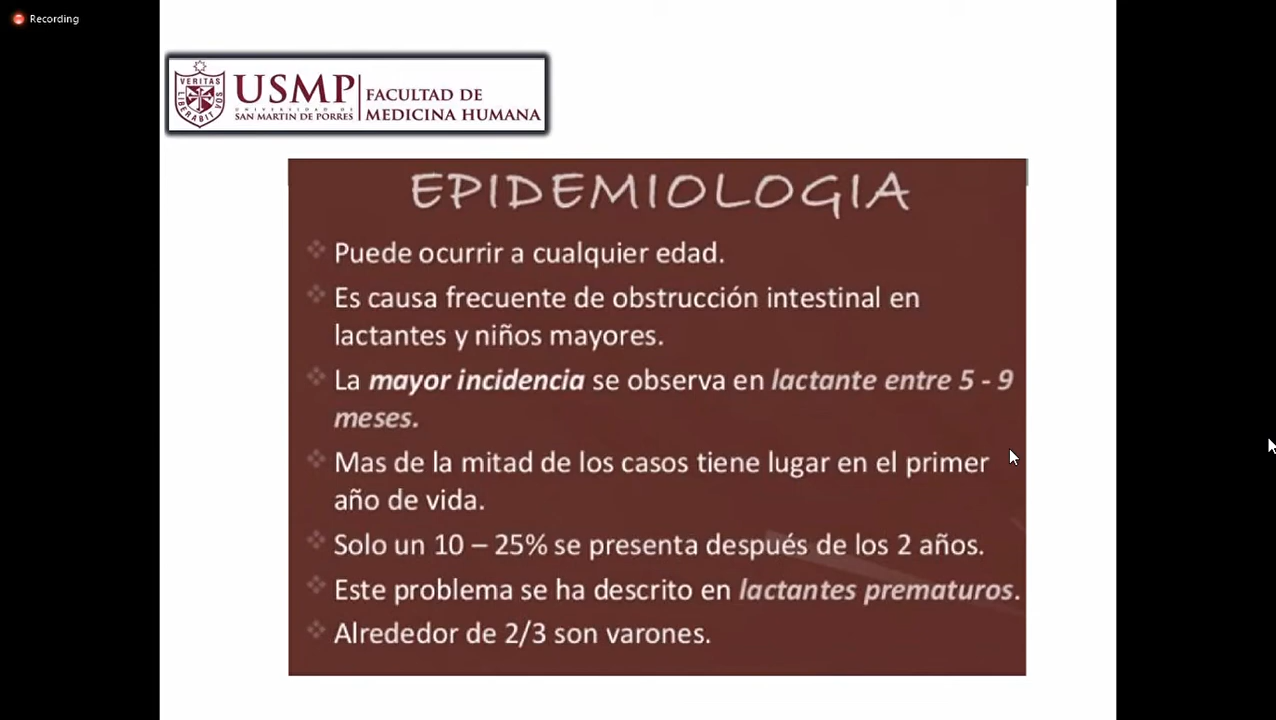 Recording
VERITAS
LIBERABIT VOS
USMP
UNIVERSIDAD DE
SAN MARTIN DE PORRES
FACULTAD DE
MEDICINA HUMANA
EPIDEMIOLOGIA
Puede ocurrir a cualquier edad.
Es causa frecuente de obstrucción intestinal en
lactantes y niños mayores.
La mayor incidencia se observa en lactante entre 5 - 9
meses.
Mas de la mitad de los casos tiene lugar en el primer
año de vida.
Solo un 10 – 25% se presenta después de los 2 años.
Este problema se ha descrito en lactantes prematuros.
Alrededor de 2/3 son varones.